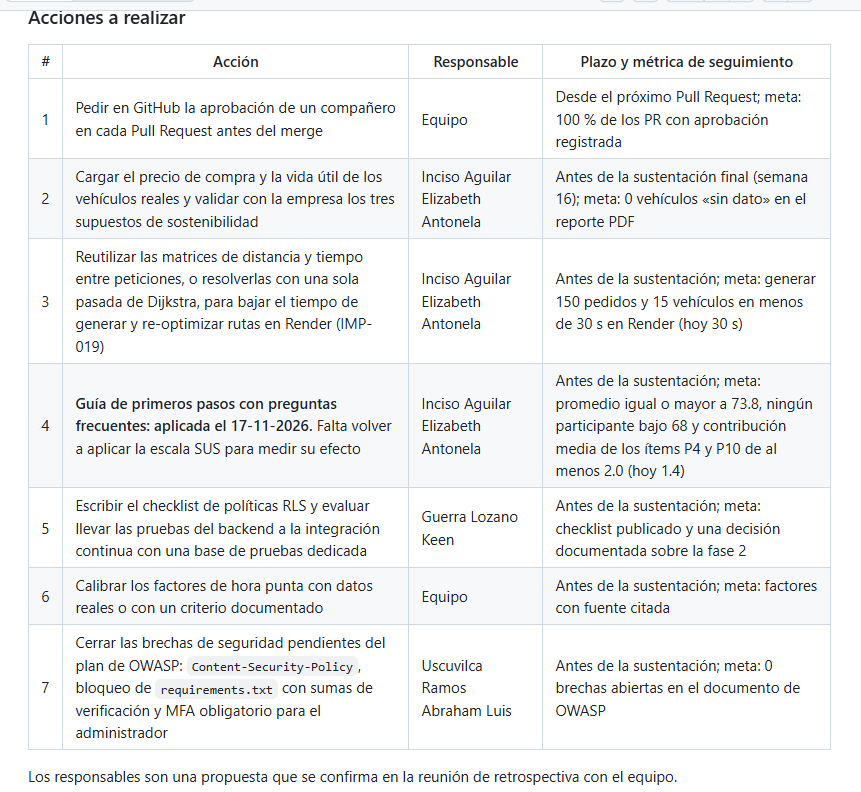 Acciones a realizar
# Acción Responsable Plazo y métrica de seguimiento
1
Pedir en GitHub la aprobación de un compañero
en cada Pull Request antes del merge
Equipo
Desde el próximo Pull Request; meta:
100 % de los PR con aprobación
registrada
2
Cargar el precio de compra y la vida útil de los
vehículos reales y validar con la empresa los tres
supuestos de sostenibilidad
Inciso Aguilar
Elizabeth
Antonela
Antes de la sustentación final (semana
16); meta: 0 vehículos «sin dato» en el
reporte PDF
3
Reutilizar las matrices de distancia y tiempo
entre peticiones, o resolverlas con una sola
pasada de Dijkstra, para bajar el tiempo de
generar y re-optimizar rutas en Render (IMP-
019)
Inciso Aguilar
Elizabeth
Antonela
Antes de la sustentación; meta: generar
150 pedidos y 15 vehículos en menos
de 30 s en Render (hoy 30 s)
4
Guía de primeros pasos con preguntas
frecuentes: aplicada el 17-11-2026. Falta volver
a aplicar la escala SUS para medir su efecto
Inciso Aguilar
Elizabeth
Antonela
Antes de la sustentación; meta:
promedio igual o mayor a 73.8, ningún
participante bajo 68 y contribución
media de los ítems P4 y P10 de al
menos 2.0 (hoy 1.4)
5
Escribir el checklist de políticas RLS y evaluar
llevar las pruebas del backend a la integración
continua con una base de pruebas dedicada
Guerra Lozano
Keen
Antes de la sustentación; meta:
checklist publicado y una decisión
documentada sobre la fase 2
6
Calibrar los factores de hora punta con datos
reales o con un criterio documentado
Equipo
Antes de la sustentación; meta: factores
con fuente citada
7
Cerrar las brechas de seguridad pendientes del
plan de OWASP: Content-Security-Policy,
bloqueo de requirements.txt con sumas de
verificación y MFA obligatorio para el
administrador
Uscuvilca
Ramos
Abraham Luis
Antes de la sustentación; meta: 0
brechas abiertas en el documento de
OWASP
Los responsables son una propuesta que se confirma en la reunión de retrospectiva con el equipo.